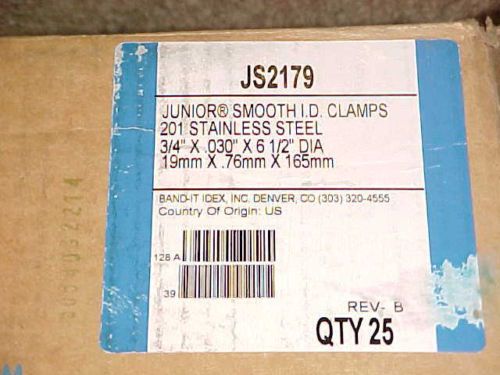 JS2179
JUNIOR® SMOOTH I.D. CLAMPS
201 STAINLESS STEEL
3/4" X .030" X 6 1/2" DIA
19mm X .76mm X 165mm
BAND-IT IDEX, INC. DENVER, CO (303) 320-4555
Country Of Origin: US
128 A
39
REV- B
QTY 25